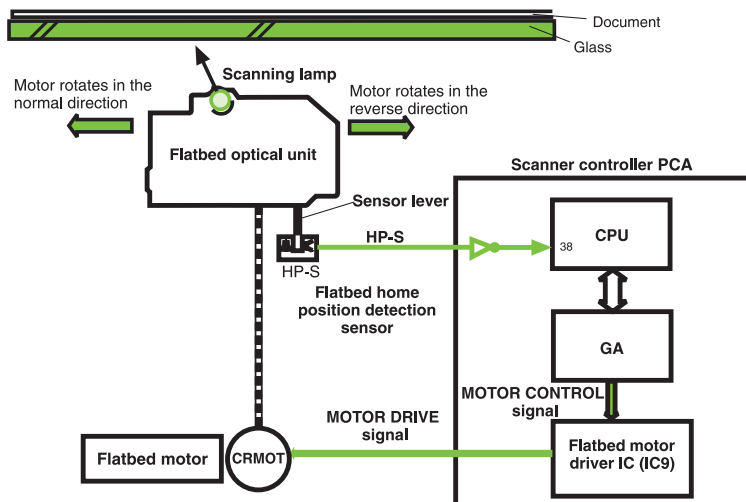 Document
Glass
Scanning lamp
Motor rotates in the
normal direction
Motor rotates in the
reverse direction
Flatbed optical unit
Scanner controller PCA
Sensor lever
HP-S
HP-S
38
CPU
Flatbed home
position detection
sensor
GA
MOTOR CONTROL
signal
MOTOR DRIVE
signal
Flatbed motor
CRMOT
Flatbed motor
driver IC (IC9)